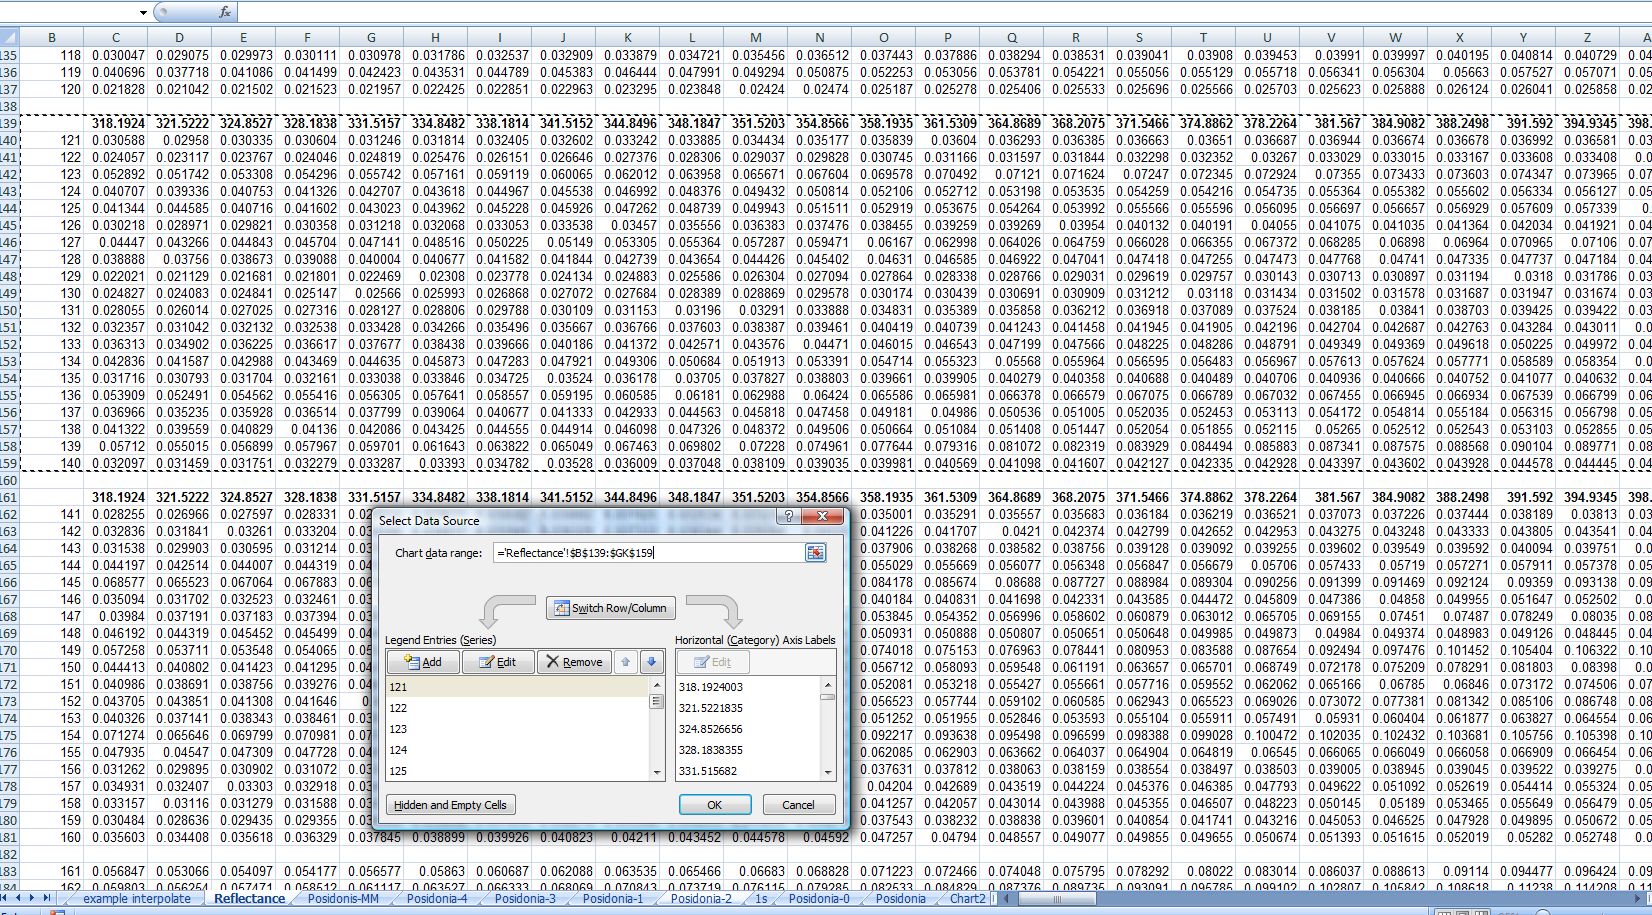 fx
B C D E F G H I J K L M N O P Q R S T U V W X Y Z
135 118 0.030047 0.029075 0.029973 0.030111 0.030978 0.031786 0.032537 0.032909 0.033879 0.034721 0.035456 0.036512 0.037443 0.037886 0.038294 0.038531 0.039041 0.03908 0.039453 0.03991 0.039997 0.040195 0.040814 0.040729
136 119 0.040696 0.037718 0.041086 0.041499 0.042423 0.043531 0.044789 0.045383 0.046444 0.047991 0.049294 0.050875 0.052253 0.053056 0.053781 0.054221 0.055056 0.055129 0.055718 0.056341 0.056304 0.05663 0.057527 0.057071
137 120 0.021828 0.021042 0.021502 0.021523 0.021957 0.022425 0.022851 0.022963 0.023295 0.023848 0.02424 0.02474 0.025187 0.025278 0.025406 0.025533 0.025696 0.025566 0.025703 0.025623 0.025888 0.026124 0.026041 0.025858
138
139 318.1924 321.5222 324.8527 328.1838 331.5157 334.8482 338.1814 341.5152 344.8496 348.1847 351.5203 354.8566 358.1935 361.5309 364.8689 368.2075 371.5466 374.8862 378.2264 381.567 384.9082 388.2498 391.592 394.9345 398.
140 121 0.030588 0.02958 0.030335 0.030604 0.031246 0.031814 0.032405 0.032602 0.033242 0.033885 0.034434 0.035177 0.035839 0.03604 0.036293 0.036385 0.036663 0.03651 0.036687 0.036944 0.036674 0.036678 0.036992 0.036581
141 122 0.024057 0.023117 0.023767 0.024046 0.024819 0.025476 0.026151 0.026646 0.027376 0.028306 0.029037 0.029828 0.030745 0.031166 0.031597 0.031844 0.032298 0.032352 0.03267 0.033029 0.033015 0.033167 0.033608 0.033408
142 123 0.052892 0.051742 0.053308 0.054296 0.055742 0.057161 0.059119 0.060065 0.062012 0.063958 0.065671 0.067604 0.069578 0.070492 0.07121 0.071624 0.07247 0.072345 0.072924 0.07355 0.073433 0.073603 0.074347 0.073965
143 124 0.040707 0.039336 0.040753 0.041326 0.042707 0.043618 0.044967 0.045538 0.046992 0.048376 0.049432 0.050814 0.052106 0.052712 0.053198 0.053535 0.054259 0.054216 0.054735 0.055364 0.055382 0.055602 0.056334 0.056127
144 125 0.041344 0.044585 0.040716 0.041602 0.043023 0.043962 0.045228 0.045926 0.047262 0.048739 0.049943 0.051511 0.052919 0.053675 0.054264 0.053992 0.055566 0.055596 0.056095 0.056697 0.056657 0.056929 0.057609 0.057339
145 126 0.030218 0.028971 0.029821 0.030358 0.031218 0.032068 0.033053 0.033538 0.03457 0.035556 0.036383 0.037476 0.038455 0.039259 0.039269 0.03954 0.040132 0.040191 0.04055 0.041075 0.041035 0.041364 0.042034 0.041921
146 127 0.04447 0.043266 0.044843 0.045704 0.047141 0.048516 0.050225 0.05149 0.053305 0.055364 0.057287 0.059471 0.06167 0.062998 0.064026 0.064759 0.066028 0.066355 0.067372 0.068285 0.06898 0.06964 0.070965 0.07106
147 128 0.038888 0.03756 0.038673 0.039088 0.040004 0.040677 0.041582 0.041844 0.042739 0.043654 0.044426 0.045402 0.04631 0.046585 0.046922 0.047041 0.047418 0.047255 0.047473 0.047768 0.04741 0.047335 0.047737 0.047184
148 129 0.022021 0.021129 0.021681 0.021801 0.022469 0.02308 0.023778 0.024134 0.024883 0.025586 0.026304 0.027094 0.027864 0.028338 0.028766 0.029031 0.029619 0.029757 0.030143 0.030713 0.030897 0.031194 0.0318 0.031786
149 130 0.024827 0.024083 0.024841 0.025147 0.02566 0.025993 0.026868 0.027072 0.027684 0.028389 0.028869 0.029578 0.030174 0.030439 0.030691 0.030909 0.031212 0.03118 0.031434 0.031502 0.031578 0.031687 0.031947 0.031674
150 131 0.028055 0.026014 0.027025 0.027316 0.028127 0.028806 0.029788 0.030109 0.031153 0.03196 0.03291 0.033888 0.034831 0.035389 0.035858 0.036212 0.036918 0.037089 0.037524 0.038185 0.03841 0.038703 0.039425 0.039422
151 132 0.032357 0.031042 0.032132 0.032538 0.033428 0.034266 0.035496 0.035667 0.036766 0.037603 0.038387 0.039461 0.040419 0.040739 0.041243 0.041458 0.041945 0.041905 0.042196 0.042704 0.042687 0.042763 0.043284 0.043011
152 133 0.036313 0.034902 0.036225 0.036617 0.037677 0.038438 0.039666 0.040186 0.041372 0.042571 0.043576 0.04471 0.046015 0.046543 0.047199 0.047566 0.048225 0.048286 0.048791 0.049349 0.049369 0.049618 0.050225 0.049972
153 134 0.042836 0.041587 0.042988 0.043469 0.044635 0.045873 0.047283 0.047921 0.049306 0.050684 0.051913 0.053391 0.054714 0.055323 0.05568 0.055964 0.056595 0.056483 0.056967 0.057613 0.057624 0.057771 0.058589 0.058354
154 135 0.031716 0.030793 0.031704 0.032161 0.033038 0.033846 0.034725 0.03524 0.036178 0.03705 0.037827 0.038803 0.039661 0.039905 0.040279 0.040358 0.040688 0.040489 0.040706 0.040936 0.040666 0.040752 0.041077 0.040632
155 136 0.053909 0.052491 0.054562 0.055416 0.056305 0.057641 0.058557 0.059195 0.060585 0.06181 0.062988 0.06424 0.065586 0.065981 0.066378 0.066579 0.067075 0.066789 0.067032 0.067455 0.066945 0.066934 0.067539 0.066799
156 137 0.036966 0.035235 0.035928 0.036514 0.037799 0.039064 0.040677 0.041333 0.042933 0.044563 0.045818 0.047458 0.049181 0.04986 0.050536 0.051005 0.052035 0.052453 0.053113 0.054172 0.054814 0.055184 0.056315 0.056798
157 138 0.041322 0.039559 0.040829 0.04136 0.042086 0.043425 0.044555 0.044914 0.046098 0.047326 0.048372 0.049506 0.050664 0.051084 0.051408 0.051447 0.052054 0.051855 0.052115 0.05265 0.052512 0.052543 0.053103 0.052855
158 139 0.05712 0.055015 0.056899 0.057967 0.059701 0.061643 0.063822 0.065049 0.067463 0.069802 0.07228 0.074961 0.077644 0.079316 0.081072 0.082319 0.083929 0.084494 0.085883 0.087341 0.087575 0.088568 0.090104 0.089771
159 140 0.032097 0.031459 0.031751 0.032279 0.033287 0.03393 0.034782 0.03528 0.036009 0.037048 0.038109 0.039035 0.039981 0.040569 0.041098 0.041607 0.042127 0.042335 0.042928 0.043397 0.043602 0.043928 0.044578 0.044445
160
161 318.1924 321.5222 324.8527 328.1838 331.5157 334.8482 338.1814 341.5152 344.8496 348.1847 351.5203 354.8566 358.1935 361.5309 364.8689 368.2075 371.5466 374.8862 378.2264 381.567 384.9082 388.2498 391.592 394.9345 398.
162 141 0.028255 0.026966 0.027597 0.028331 0.035001 0.035291 0.035557 0.035683 0.036184 0.036219 0.036521 0.037073 0.037226 0.037444 0.038189 0.03813
163 142 0.032836 0.031841 0.03261 0.033204 0.041226 0.041707 0.0421 0.042374 0.042799 0.042652 0.042953 0.043275 0.043248 0.043333 0.043805 0.043541
164 143 0.031538 0.029903 0.030595 0.031214 0.037908 0.038268 0.038582 0.038756 0.039128 0.039092 0.039255 0.039602 0.039549 0.039592 0.040094 0.039751
165 144 0.044197 0.042514 0.044007 0.044319 0.055029 0.055669 0.056077 0.056348 0.056847 0.056679 0.05706 0.057433 0.05719 0.057271 0.057911 0.057378
166 145 0.068577 0.065523 0.067064 0.067883 0.084178 0.085674 0.08688 0.087727 0.088984 0.089304 0.090256 0.091399 0.091469 0.092124 0.09359 0.093138
167 146 0.035094 0.031702 0.032523 0.032461 0.040184 0.040831 0.041698 0.042331 0.043585 0.044472 0.045809 0.047386 0.04858 0.049955 0.051647 0.052502
168 147 0.03984 0.037191 0.037183 0.037394 0.053845 0.054352 0.056996 0.058602 0.060879 0.063012 0.065705 0.069155 0.07451 0.07487 0.078249 0.08035
169 148 0.046192 0.044319 0.045452 0.045499 0.050931 0.050888 0.050807 0.050651 0.050648 0.049985 0.049873 0.04984 0.049374 0.048983 0.049126 0.048445
170 149 0.057258 0.053711 0.053548 0.054065 0.074018 0.075153 0.076963 0.078441 0.080953 0.083588 0.087654 0.092494 0.097476 0.101452 0.105404 0.106322
171 150 0.044413 0.040802 0.041423 0.041295 0.056712 0.058093 0.059548 0.061191 0.063657 0.065701 0.068749 0.072178 0.075209 0.078291 0.081803 0.08398
172 151 0.040986 0.038691 0.038756 0.039276 0.052081 0.053218 0.055427 0.055661 0.057716 0.059552 0.062062 0.065169 0.06785 0.06846 0.073172 0.074506
173 152 0.043705 0.043851 0.041308 0.041646 0.056523 0.057744 0.059102 0.060585 0.062943 0.065523 0.069026 0.073072 0.077381 0.081342 0.085106 0.086748
174 153 0.040326 0.037141 0.038343 0.038461 0.051252 0.051955 0.052846 0.053593 0.055104 0.055911 0.057491 0.05931 0.060404 0.061877 0.063827 0.064554
175 154 0.071274 0.065646 0.069799 0.070981 0.092217 0.093638 0.095498 0.096599 0.098388 0.099028 0.100472 0.102035 0.102432 0.103681 0.105756 0.105398
176 155 0.047935 0.04547 0.047309 0.047728 0.062085 0.062903 0.063662 0.064037 0.064904 0.064819 0.06545 0.066065 0.066049 0.066058 0.066909 0.066454
177 156 0.031262 0.029895 0.030902 0.031072 0.037631 0.037812 0.038063 0.038159 0.038554 0.038497 0.038503 0.039005 0.038945 0.039045 0.039522 0.039275
178 157 0.034931 0.032407 0.03303 0.032918 0.04204 0.042689 0.043519 0.044224 0.045376 0.046385 0.047793 0.049622 0.051092 0.052619 0.054414 0.055324
179 158 0.033157 0.03116 0.031279 0.031588 0.041257 0.042057 0.043014 0.043988 0.045355 0.046507 0.048223 0.050145 0.05189 0.053465 0.055649 0.056479
180 159 0.030484 0.028636 0.029435 0.029355 0.037543 0.038232 0.038838 0.039601 0.040854 0.041741 0.043216 0.045053 0.046525 0.047928 0.049895 0.050672
181 160 0.035603 0.034408 0.035618 0.036329 0.037845 0.038899 0.039926 0.040823 0.04211 0.043452 0.044578 0.04592 0.047257 0.04794 0.048557 0.049077 0.049855 0.049655 0.050674 0.051393 0.051615 0.052019 0.05282 0.052748
182
183 161 0.056847 0.053066 0.054097 0.054177 0.056577 0.05863 0.060687 0.062088 0.063535 0.065466 0.06683 0.068828 0.071223 0.072466 0.074048 0.075795 0.078292 0.08022 0.083014 0.086037 0.088613 0.09114 0.094477 0.096424
Select Data Source
Chart data range: ='Reflectance'!$B$139:$GK$159
Switch Row/Column
Legend Entries (Series)
Horizontal (Category) Axis Labels
Add Edit Remove
Edit
121 318.1924003
122 321.5221835
123 324.8526656
124 328.1838355
125 331.515682
Hidden and Empty Cells
OK Cancel
example interpolate Reflectance Posidonis-MM Posidonia-4 Posidonia-3 Posidonia-1 Posidonia-2 1s Posidonia-0 Posidonia Chart2